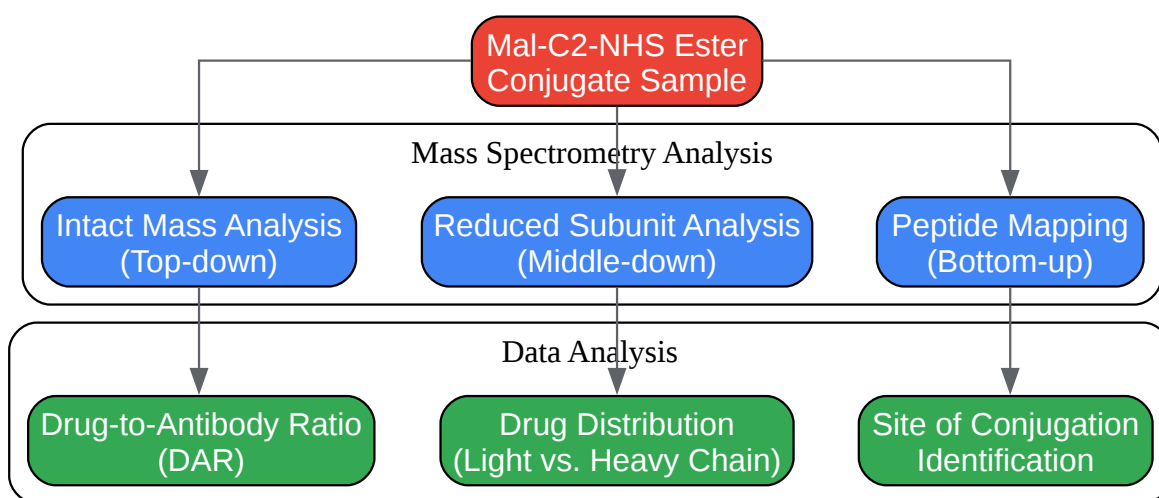 Mal-C2-NHS Ester
Conjugate Sample
Mass Spectrometry Analysis
Intact Mass Analysis
(Top-down)
Reduced Subunit Analysis
(Middle-down)
Peptide Mapping
(Bottom-up)
Data Analysis
Drug-to-Antibody Ratio
(DAR)
Drug Distribution
(Light vs. Heavy Chain)
Site of Conjugation
Identification